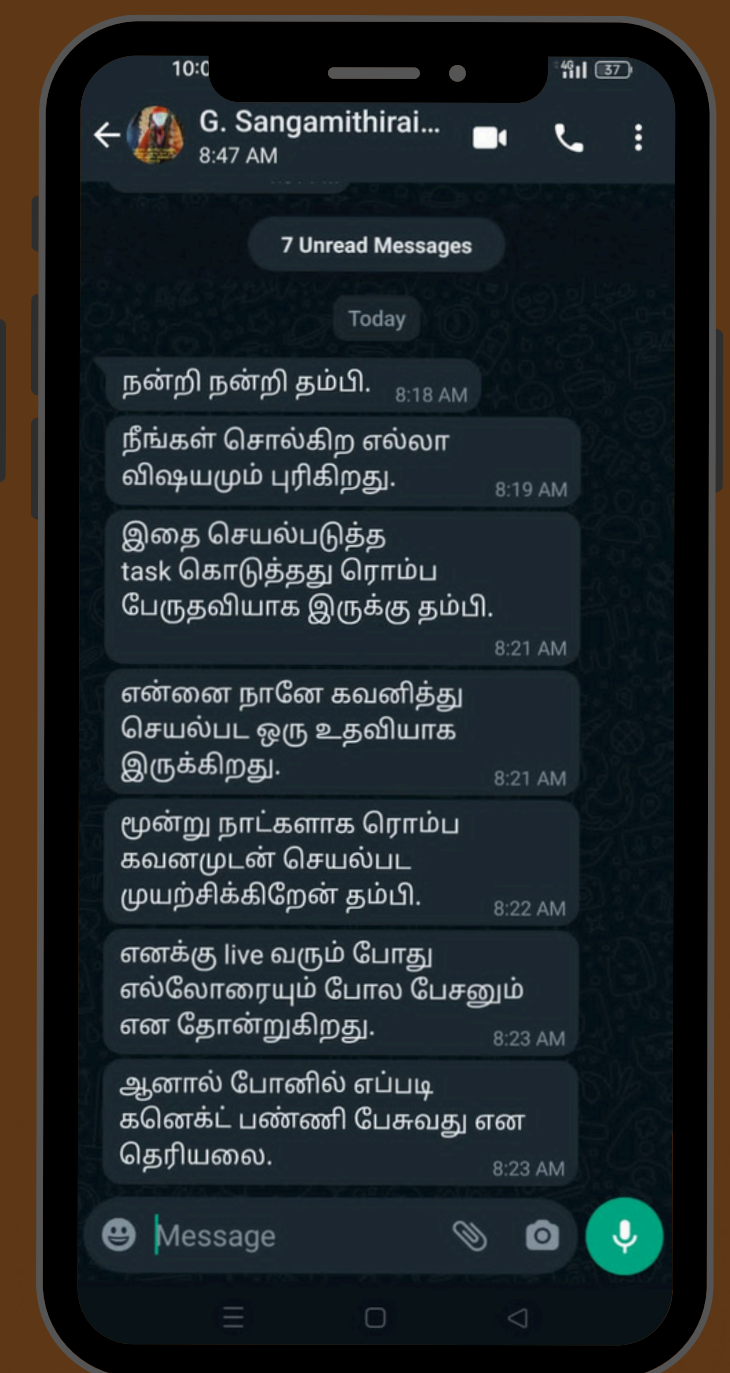 10:0
4G 37
G. Sangamithirai...
8:47 AM
7 Unread Messages
Today
நன்றி நன்றி தம்பி. 8:18 AM
நீங்கள் சொல்கிற எல்லா
விஷயமும் புரிகிறது. 8:19 AM
இதை செயல்படுத்த
task கொடுத்தது ரொம்ப
பேருதவியாக இருக்கு தம்பி.
8:21 AM
என்னை நானே கவனித்து
செயல்பட ஒரு உதவியாக
இருக்கிறது. 8:21 AM
மூன்று நாட்களாக ரொம்ப
கவனமுடன் செயல்பட
முயற்சிக்கிறேன் தம்பி. 8:22 AM
எனக்கு live வரும் போது
எல்லோரையும் போல பேசனும்
என தோன்றுகிறது. 8:23 AM
ஆனால் போனில் எப்படி
கனெக்ட் பண்ணி பேசுவது என
தெரியலை. 8:23 AM
Message